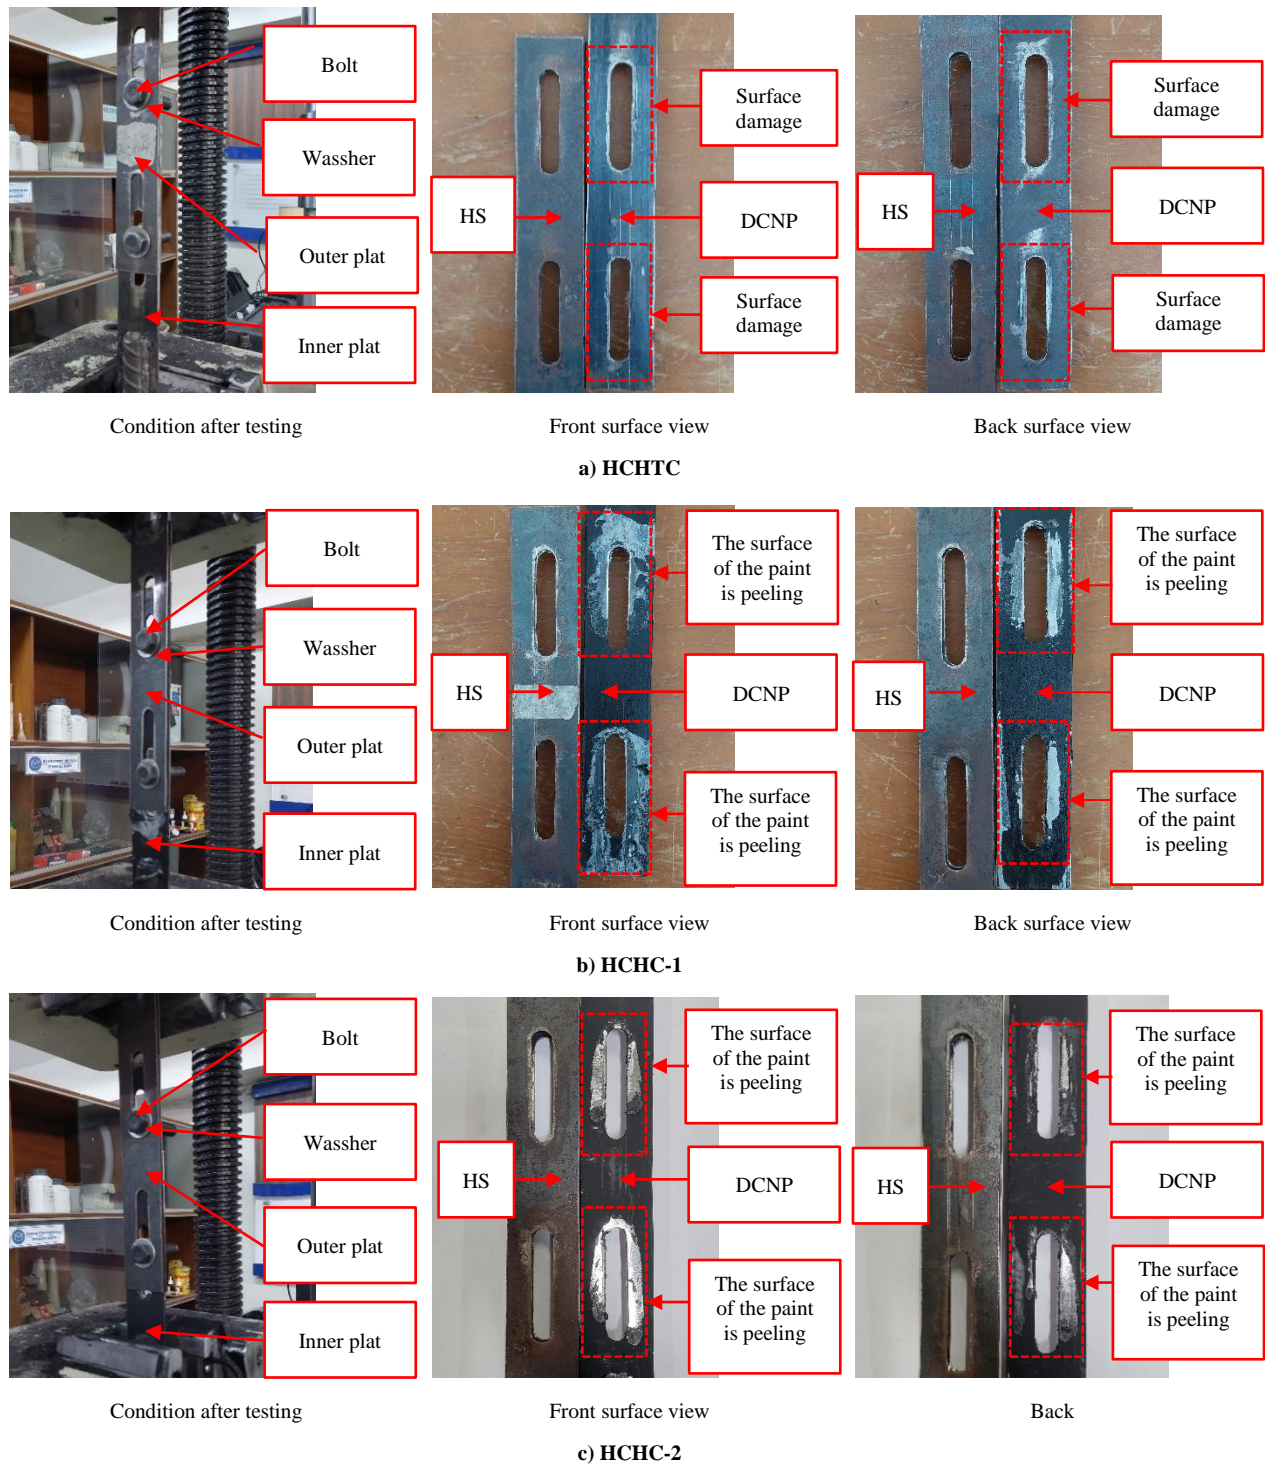 Bolt
Wassher
Outer plat
Inner plat
HS
Surface
damage
DCNP
Surface
damage
HS
Surface
damage
DCNP
Surface
damage
Condition after testing
Front surface view
Back surface view
a) HCHTC
Bolt
Wassher
Outer plat
Inner plat
The surface
of the paint
is peeling
HS
DCNP
The surface
of the paint
is peeling
The surface
of the paint
is peeling
HS
DCNP
The surface
of the paint
is peeling
Condition after testing
Front surface view
Back surface view
b) HCHC-1
Bolt
Wassher
Outer plat
Inner plat
The surface
of the paint
is peeling
HS
DCNP
The surface
of the paint
is peeling
The surface
of the paint
is peeling
HS
DCNP
The surface
of the paint
is peeling
Condition after testing
Front surface view
Back
c) HCHC-2